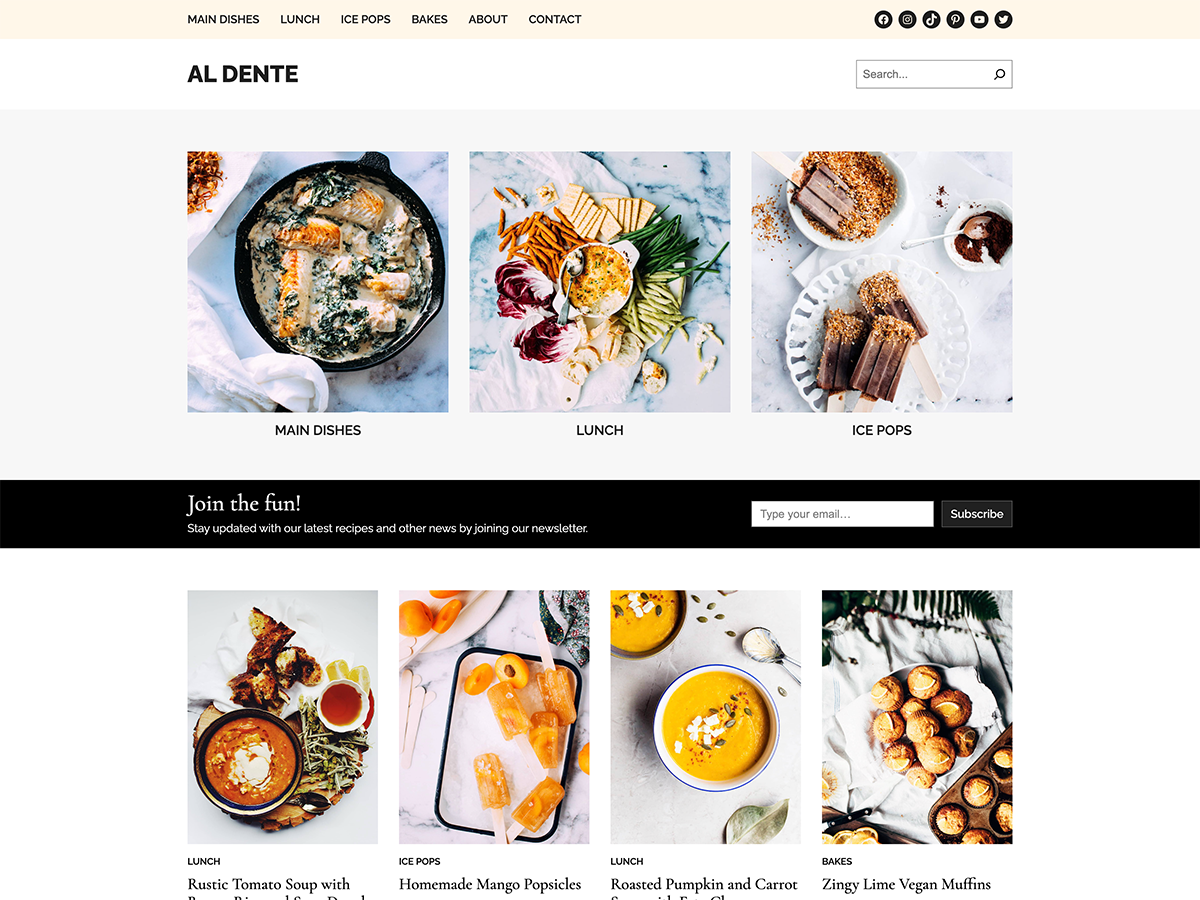 MAIN DISHES LUNCH ICE POPS BAKES ABOUT CONTACT
AL DENTE
Search...
MAIN DISHES
LUNCH
ICE POPS
Join the fun!
Stay updated with our latest recipes and other news by joining our newsletter.
Type your email…
Subscribe
LUNCH
Rustic Tomato Soup with
ICE POPS
Homemade Mango Popsicles
LUNCH
Roasted Pumpkin and Carrot
BAKES
Zingy Lime Vegan Muffins